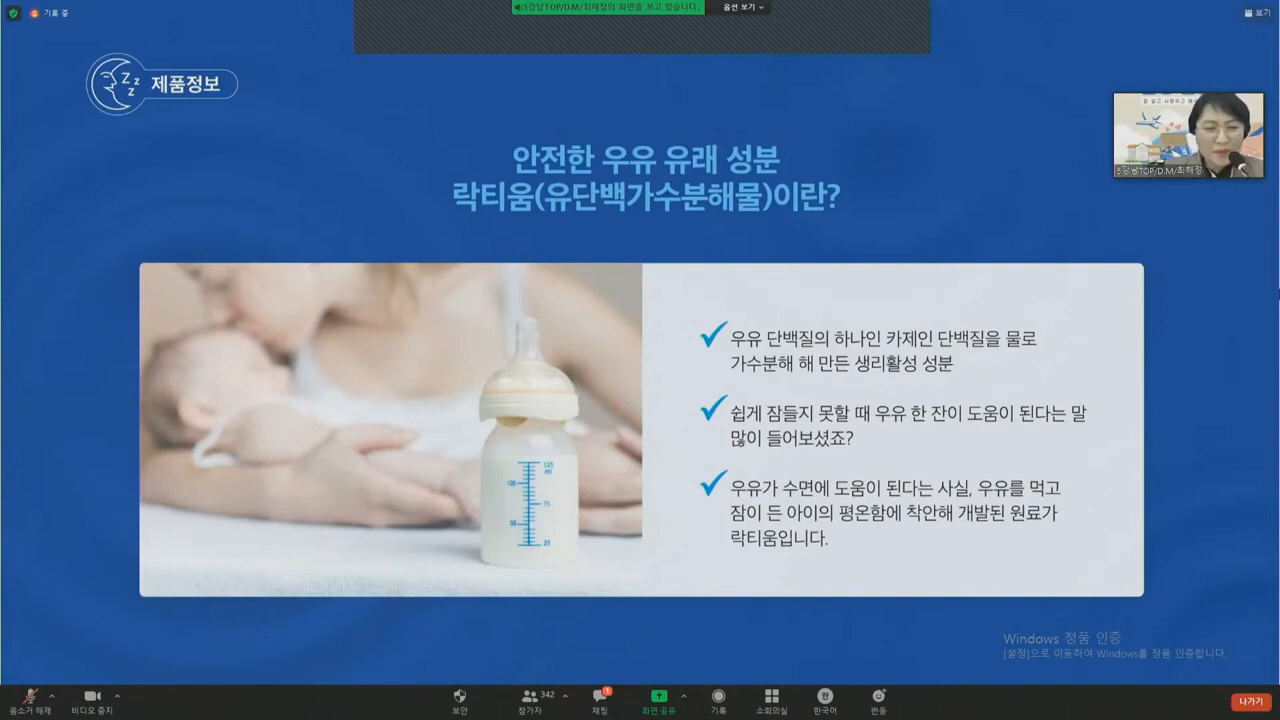 기록 중
5강남TOP/D.M/최해정의 화면을 보고 있습니다.
옵션 보기
보기
z z z
제품정보
5강남TOP/D.M/최해정
안전한 우유 유래 성분
락티움(유단백가수분해물)이란?
우유 단백질의 하나인 카제인 단백질을 물로
가수분해 해 만든 생리활성 성분
쉽게 잠들지 못할 때 우유 한 잔이 도움이 된다는 말
많이 들어보셨죠?
우유가 수면에 도움이 된다는 사실, 우유를 먹고
잠이 든 아이의 평온함에 착안해 개발된 원료가
락티움입니다.
125
ml
100
75
50
25
Windows 정품 인증
[설정]으로 이동하여 Windows를 정품 인증합니다.
음소거 해제
비디오 중지
보안
342
참가자
1
채팅
화면 공유
기록
소회의실
한
한국어
반응
나가기